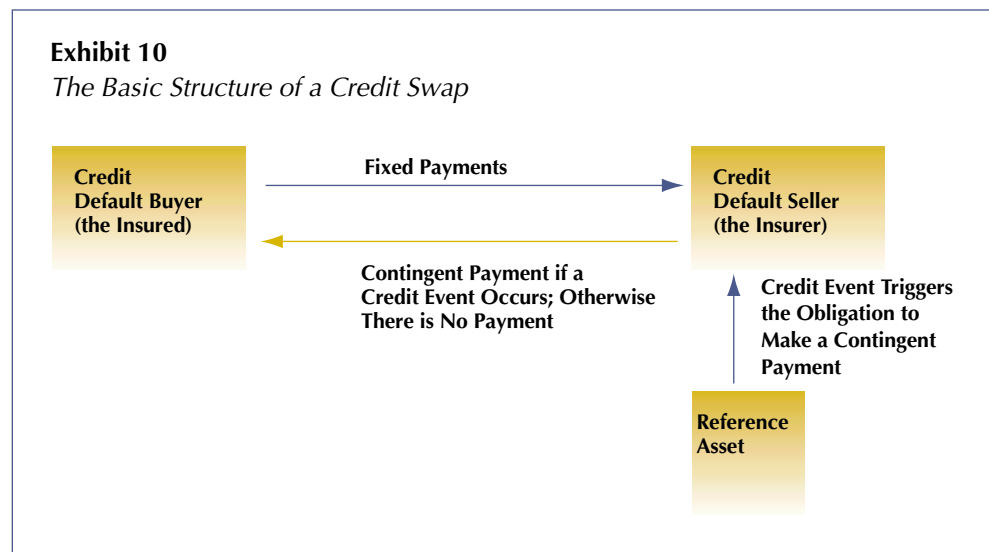 Exhibit 10
The Basic Structure of a Credit Swap
Credit
Default Buyer
(the Insured)
Fixed Payments
Credit
Default Seller
(the Insurer)
Contingent Payment if a
Credit Event Occurs; Otherwise
There is No Payment
Credit Event Triggers
the Obligation to
Make a Contingent
Payment
Reference
Asset